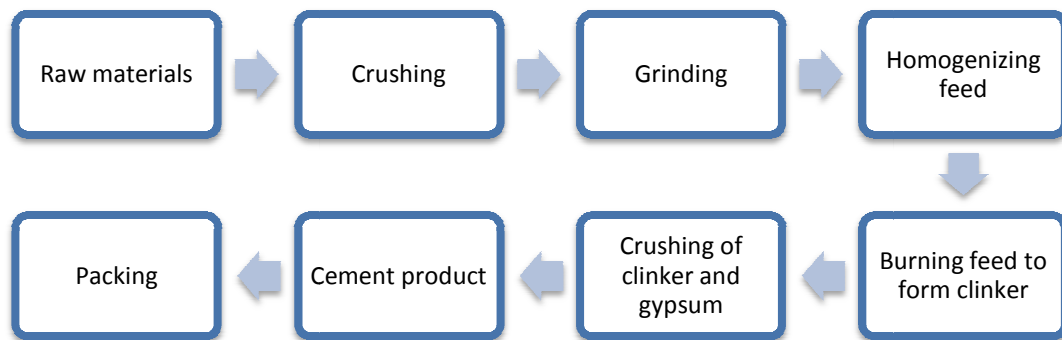 Raw materials
Crushing
Grinding
Homogenizing
feed
Burning feed to
form clinker
Crushing of
clinker and
gypsum
Cement product
Packing